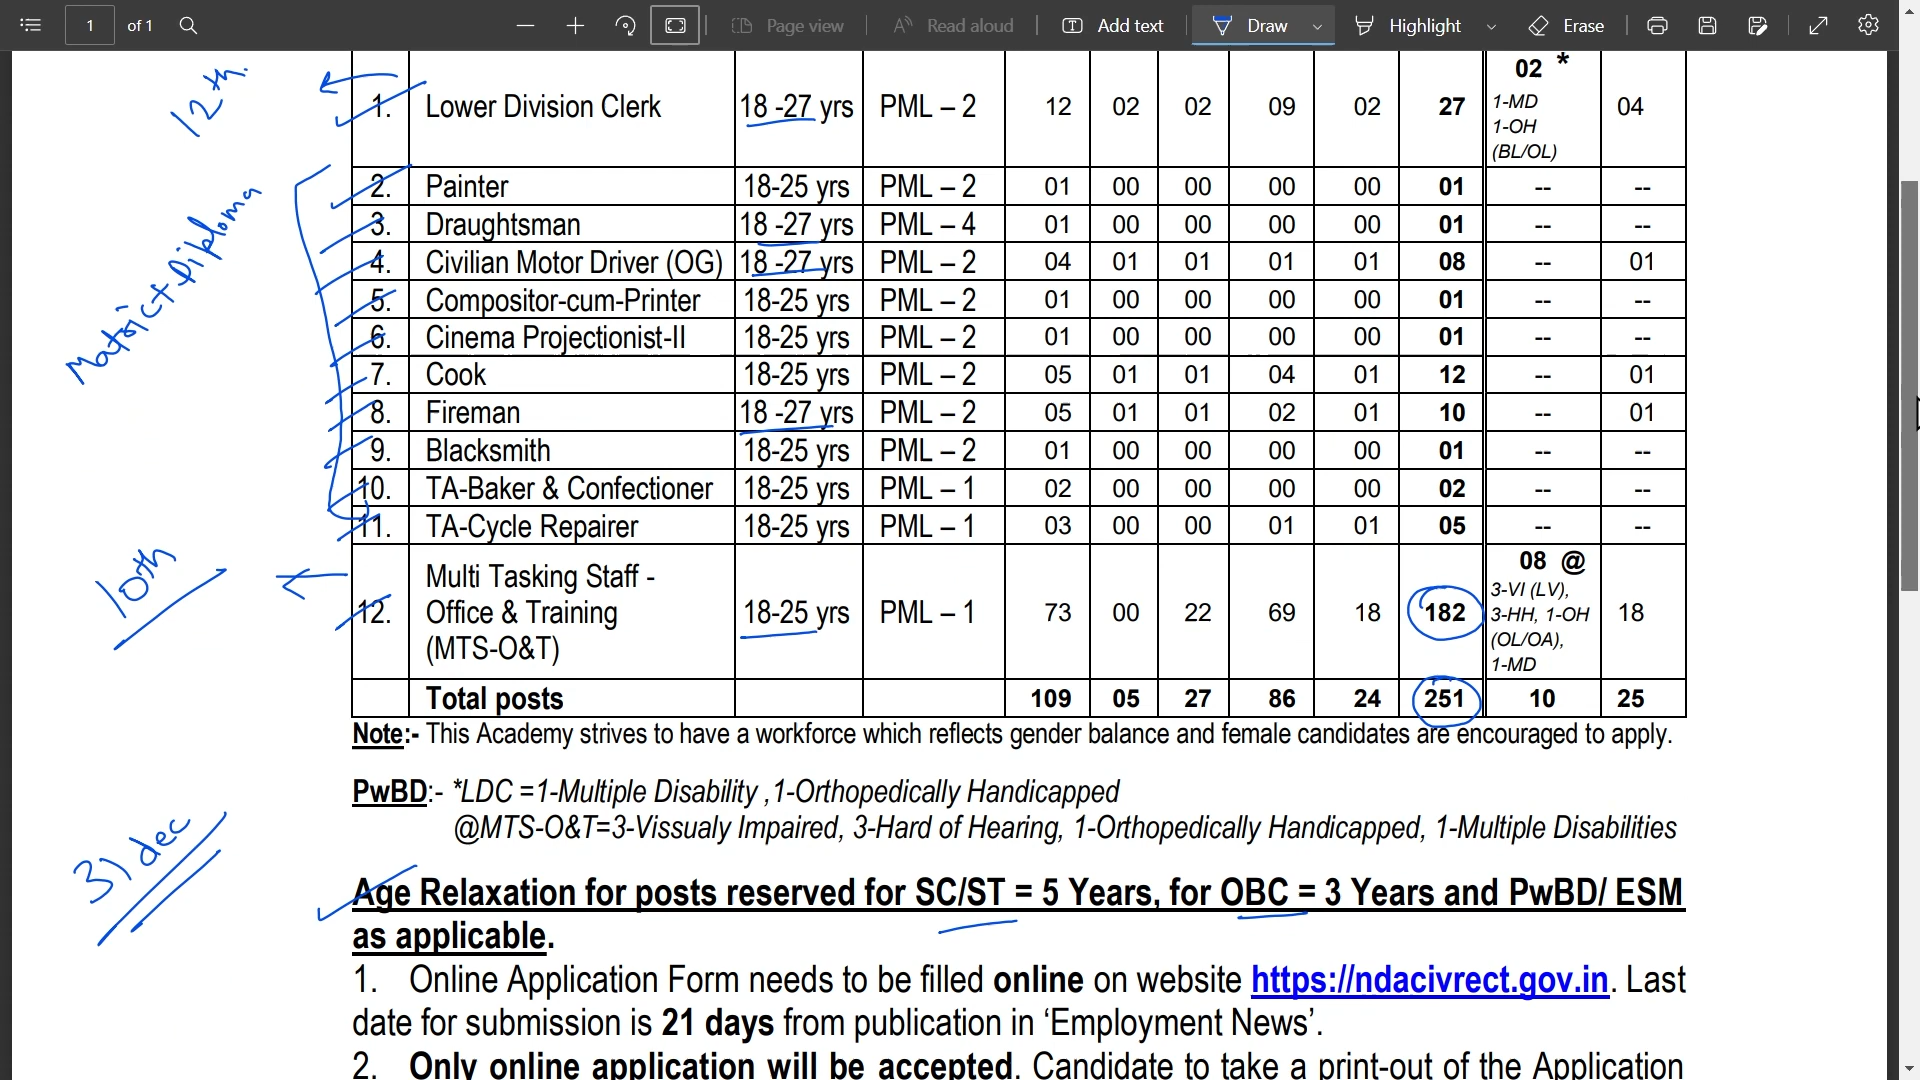 1 of 1 Page view Read aloud Add text Draw Highlight Erase
12th.
1. Lower Division Clerk 18 -27 yrs PML – 2 12 02 02 09 02 27 02 * 1-MD 1-OH (BL/OL) 04
2. Painter 18-25 yrs PML – 2 01 00 00 00 00 01 -- --
3. Draughtsman 18 -27 yrs PML – 4 01 00 00 00 00 01 -- --
Matric+Diploma
4. Civilian Motor Driver (OG) 18 -27 yrs PML – 2 04 01 01 01 01 08 -- 01
5. Compositor-cum-Printer 18-25 yrs PML – 2 01 00 00 00 00 01 -- --
6. Cinema Projectionist-II 18-25 yrs PML – 2 01 00 00 00 00 01 -- --
7. Cook 18-25 yrs PML – 2 05 01 01 04 01 12 -- 01
8. Fireman 18 -27 yrs PML – 2 05 01 01 02 01 10 -- 01
9. Blacksmith 18-25 yrs PML – 2 01 00 00 00 00 01 -- --
10. TA-Baker & Confectioner 18-25 yrs PML – 1 02 00 00 00 00 02 -- --
11. TA-Cycle Repairer 18-25 yrs PML – 1 03 00 00 01 01 05 -- --
10th
12. Multi Tasking Staff - Office & Training (MTS-O&T) 18-25 yrs PML – 1 73 00 22 69 18 182 08 @ 3-VI (LV), 3-HH, 1-OH (OL/OA), 1-MD 18
Total posts 109 05 27 86 24 251 10 25
Note:- This Academy strives to have a workforce which reflects gender balance and female candidates are encouraged to apply.
PwBD:- *LDC =1-Multiple Disability ,1-Orthopedically Handicapped
@MTS-O&T=3-Vissualy Impaired, 3-Hard of Hearing, 1-Orthopedically Handicapped, 1-Multiple Disabilities
31 dec
Age Relaxation for posts reserved for SC/ST = 5 Years, for OBC = 3 Years and PwBD/ ESM
as applicable.
1. Online Application Form needs to be filled online on website https://ndacivrect.gov.in. Last
date for submission is 21 days from publication in ‘Employment News’.
2. Only online application will be accepted. Candidate to take a print-out of the Application